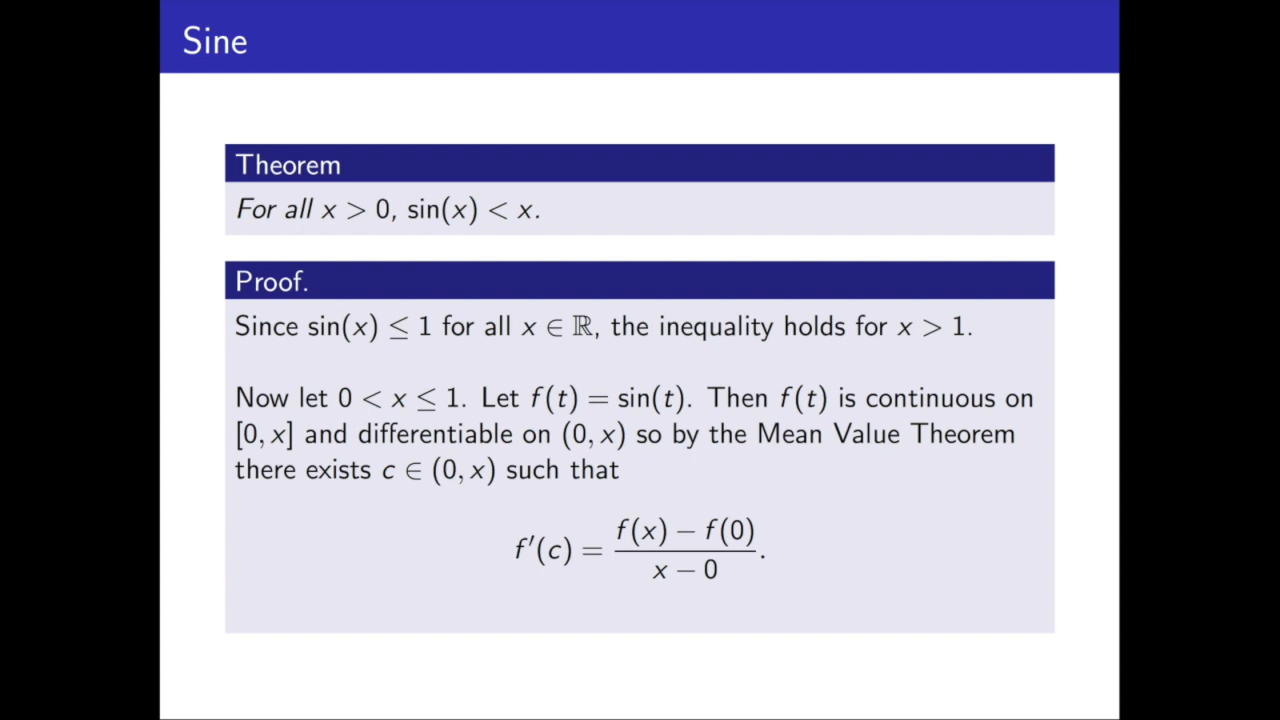 Sine
Theorem
For all x > 0, sin(x) < x.
Proof.
Since sin(x) ≤ 1 for all x ∈ ℝ, the inequality holds for x > 1.
Now let 0 < x ≤ 1. Let f(t) = sin(t). Then f(t) is continuous on
[0, x] and differentiable on (0, x) so by the Mean Value Theorem
there exists c ∈ (0, x) such that
f′(c) = f(x) − f(0) / x − 0.